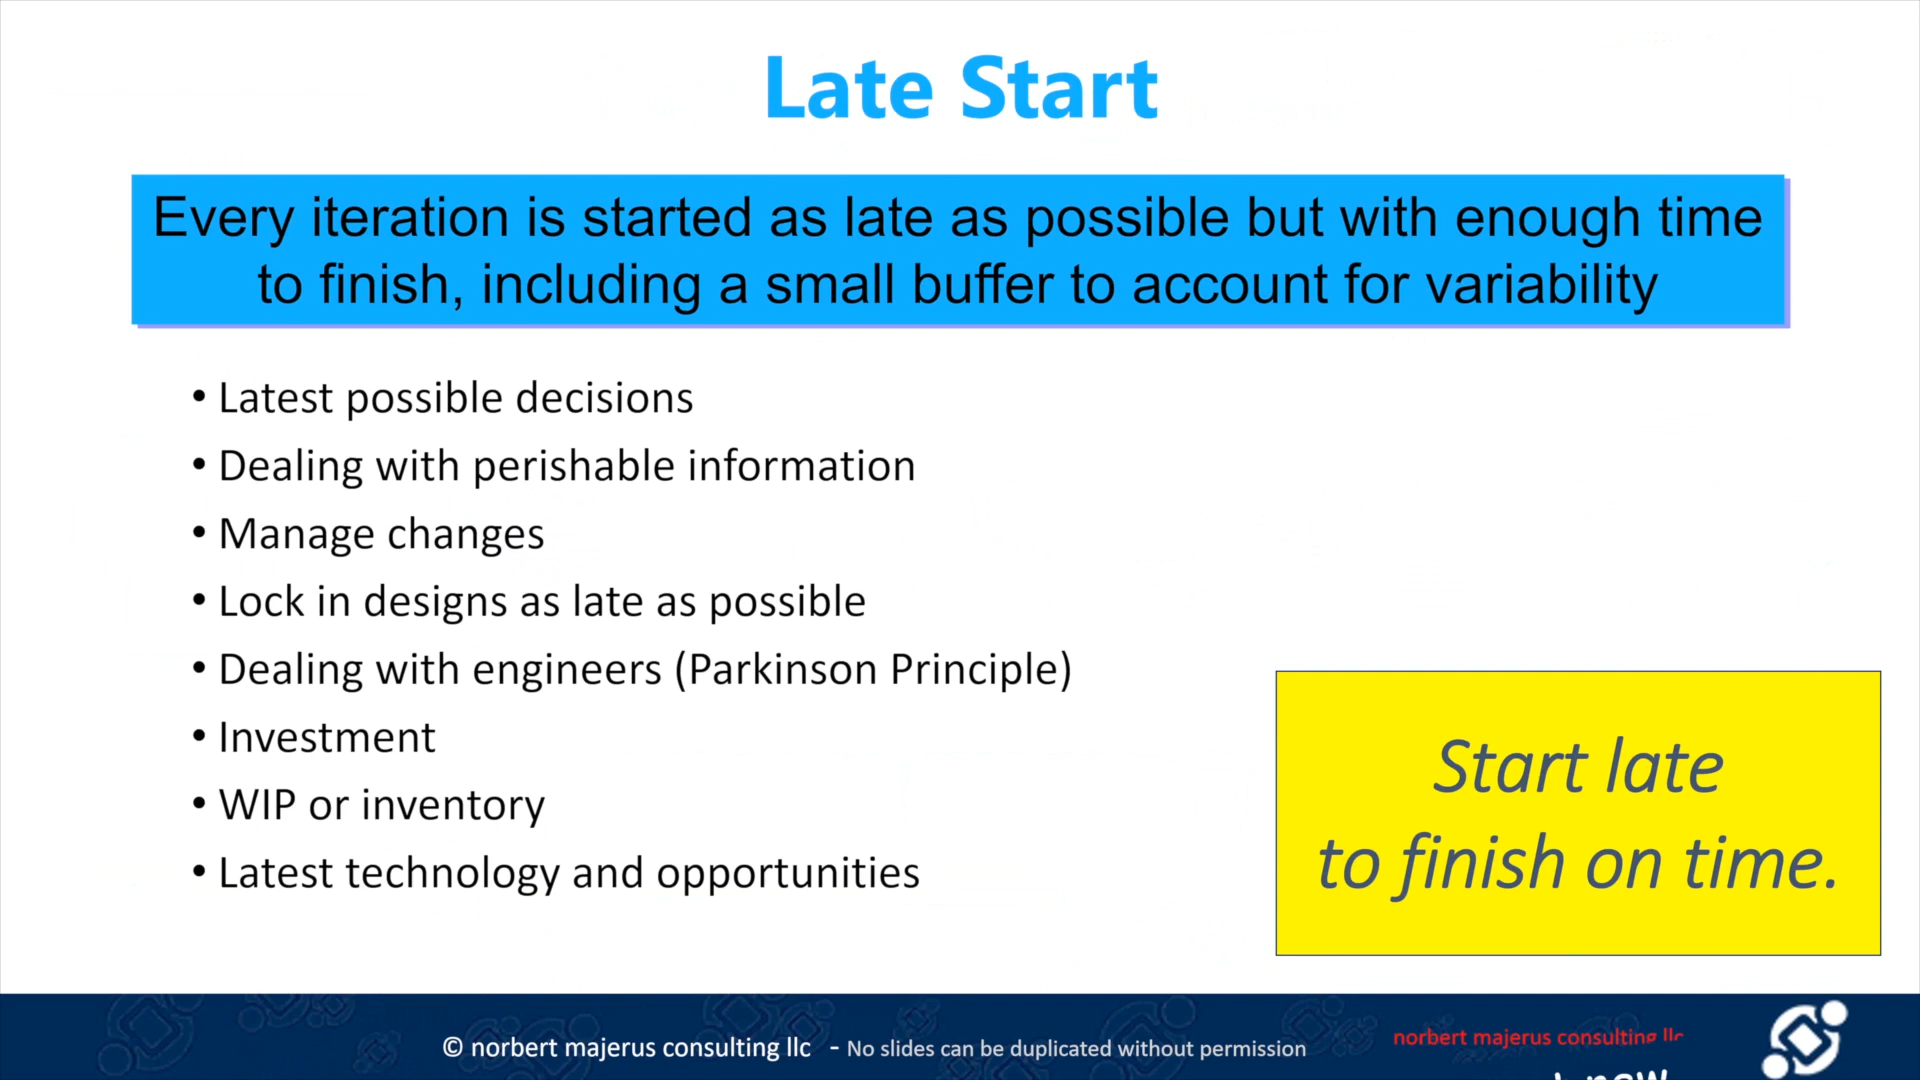 Late Start
Every iteration is started as late as possible but with enough time
to finish, including a small buffer to account for variability
• Latest possible decisions
• Dealing with perishable information
• Manage changes
• Lock in designs as late as possible
• Dealing with engineers (Parkinson Principle)
• Investment
• WIP or inventory
• Latest technology and opportunities
Start late
to finish on time.
© norbert majerus consulting llc - No slides can be duplicated without permission
norbert majerus consulting llc